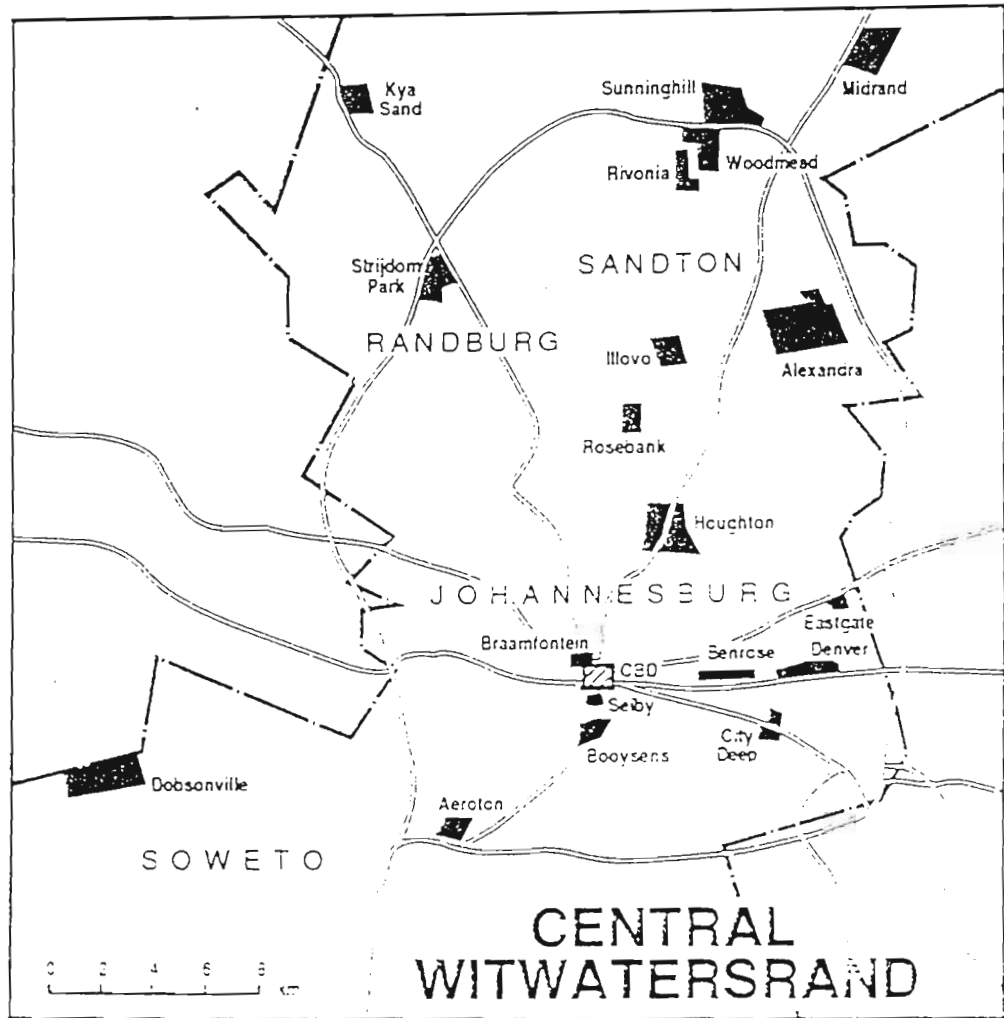 Kya
Sand
Sunninghill
Midrand
Rivonia
Woodmead
Strijdom
Park
SANDTON
RANDBURG
Illovo
Alexandra
Rosebank
Houghton
JOHANNESBURG
Eastgate
Braamfontein
Benrose
Denver
CBD
Selby
City
Deep
Booysens
Dobsonville
Aeroton
SOWETO
CENTRAL
WITWATERSRAND
0 2 4 6 8
Km